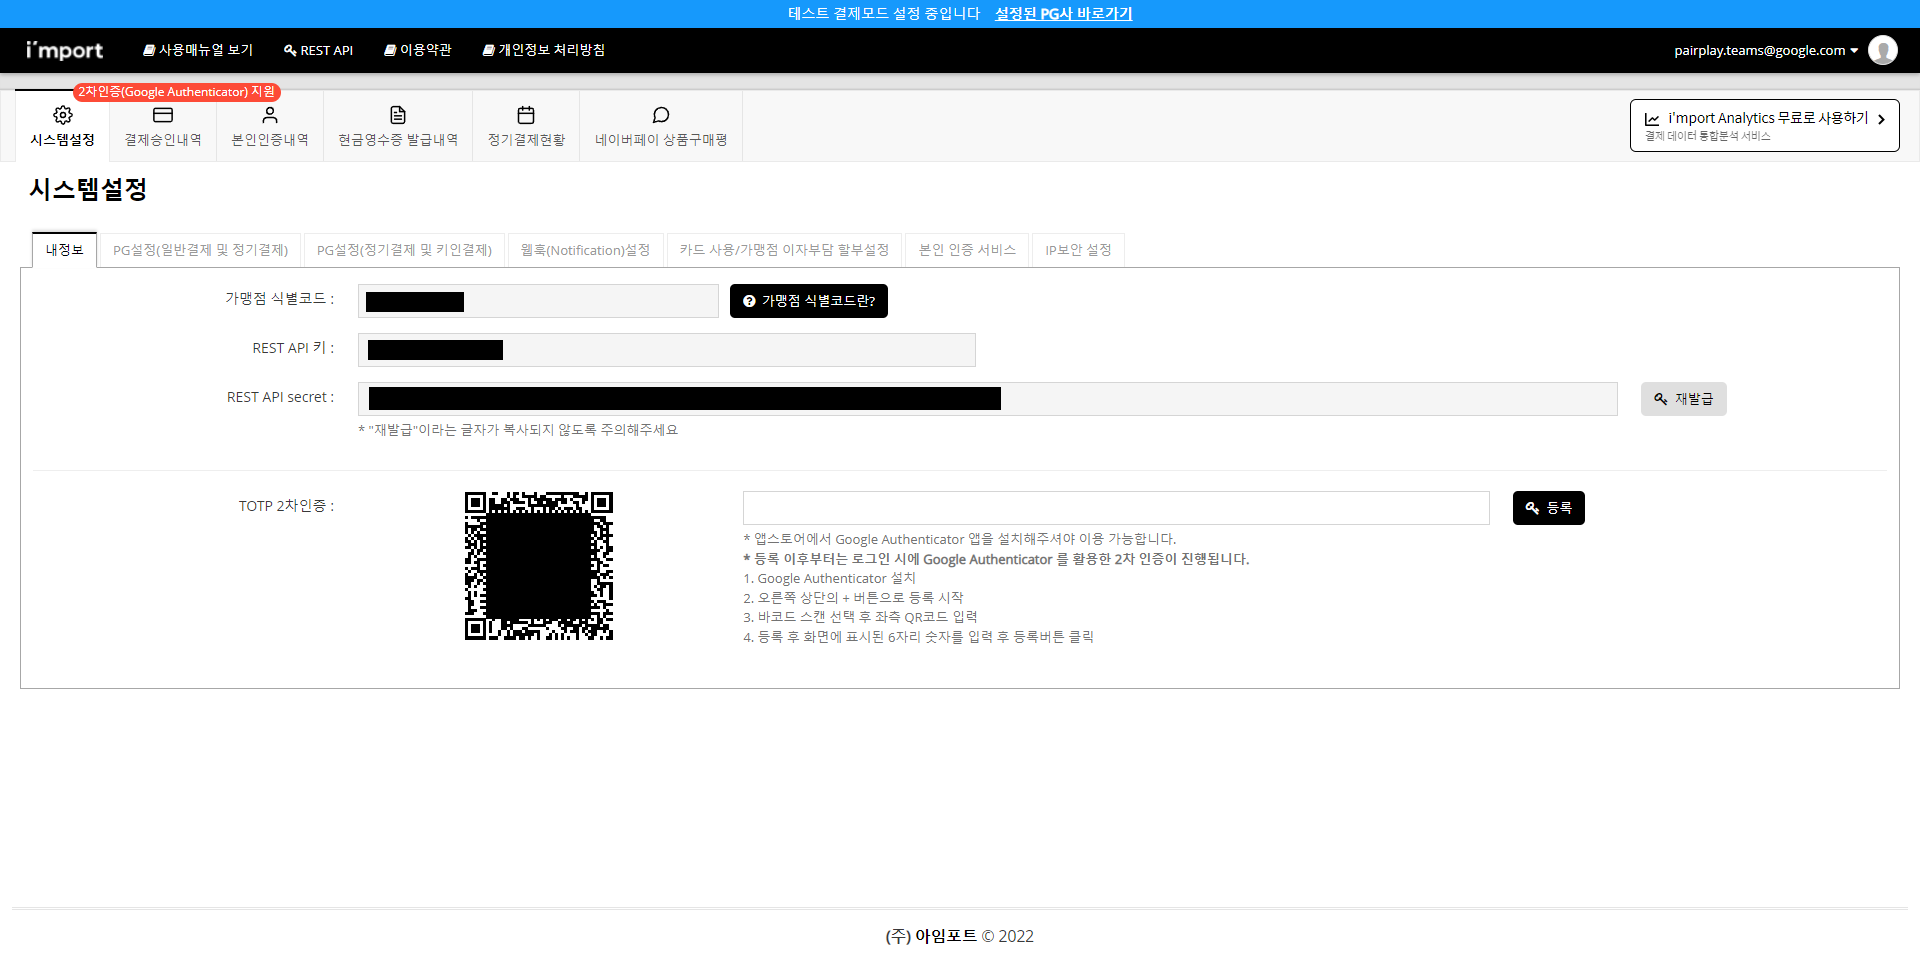 테스트 결제모드 설정 중입니다 설정된 PG사 바로가기
i'mport 사용매뉴얼 보기 REST API 이용약관 개인정보 처리방침 pairplay.teams@google.com
2차인증(Google Authenticator) 지원
시스템설정 결제승인내역 본인인증내역 현금영수증 발급내역 정기결제현황 네이버페이 상품구매평
i'mport Analytics 무료로 사용하기
결제 데이터 통합분석 서비스
시스템설정
내정보 PG설정(일반결제 및 정기결제) PG설정(정기결제 및 키인결제) 웹훅(Notification)설정 카드 사용/가맹점 이자부담 할부설정 본인 인증 서비스 IP보안 설정
가맹점 식별코드 : 가맹점 식별코드란?
REST API 키 :
REST API secret : 재발급
* "재발급"이라는 글자가 복사되지 않도록 주의해주세요
TOTP 2차인증 : 등록
* 앱스토어에서 Google Authenticator 앱을 설치해주셔야 이용 가능합니다.
* 등록 이후부터는 로그인 시에 Google Authenticator 를 활용한 2차 인증이 진행됩니다.
1. Google Authenticator 설치
2. 오른쪽 상단의 + 버튼으로 등록 시작
3. 바코드 스캔 선택 후 좌측 QR코드 입력
4. 등록 후 화면에 표시된 6자리 숫자를 입력 후 등록버튼 클릭
(주) 아임포트 © 2022